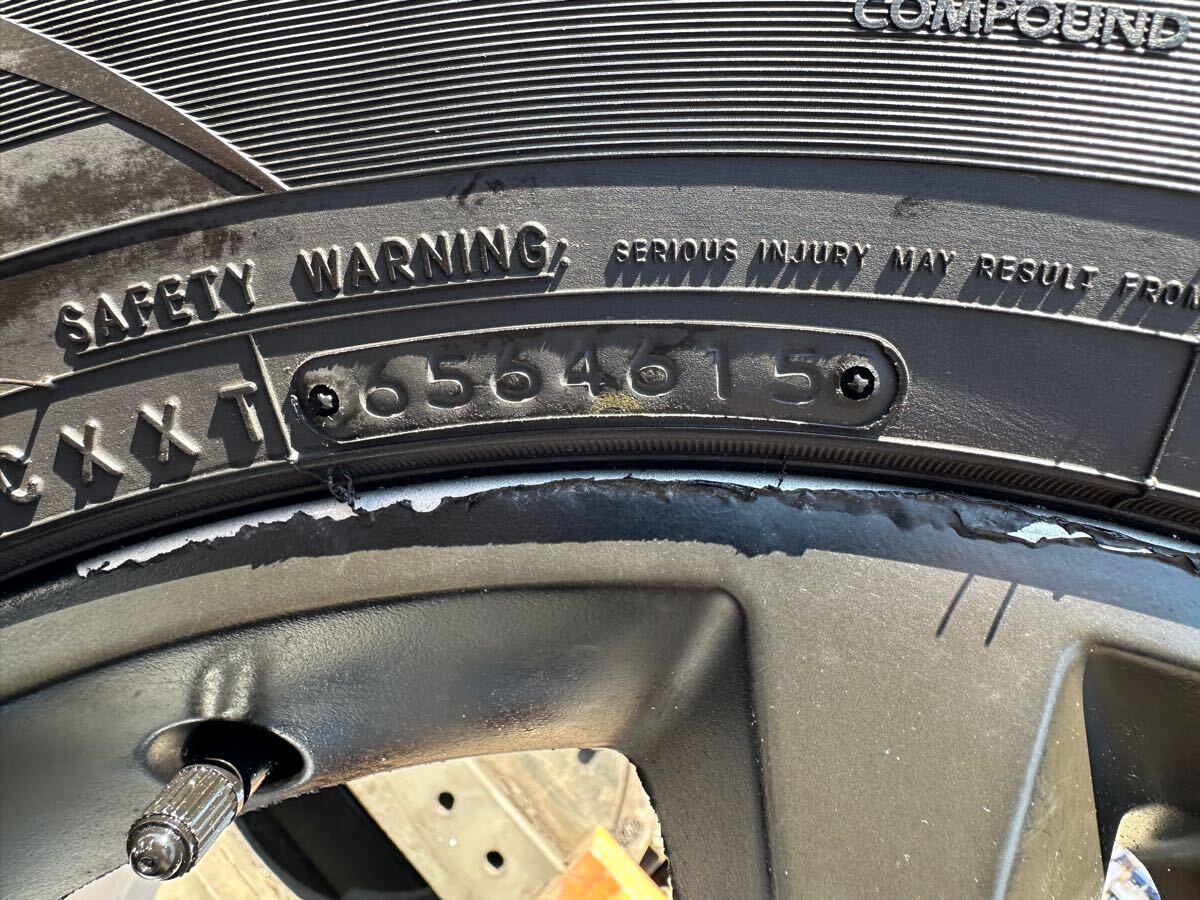 COMPOUND
SAFETY WARNING: SERIOUS INJURY MAY RESULT FROM
XXT
6564615